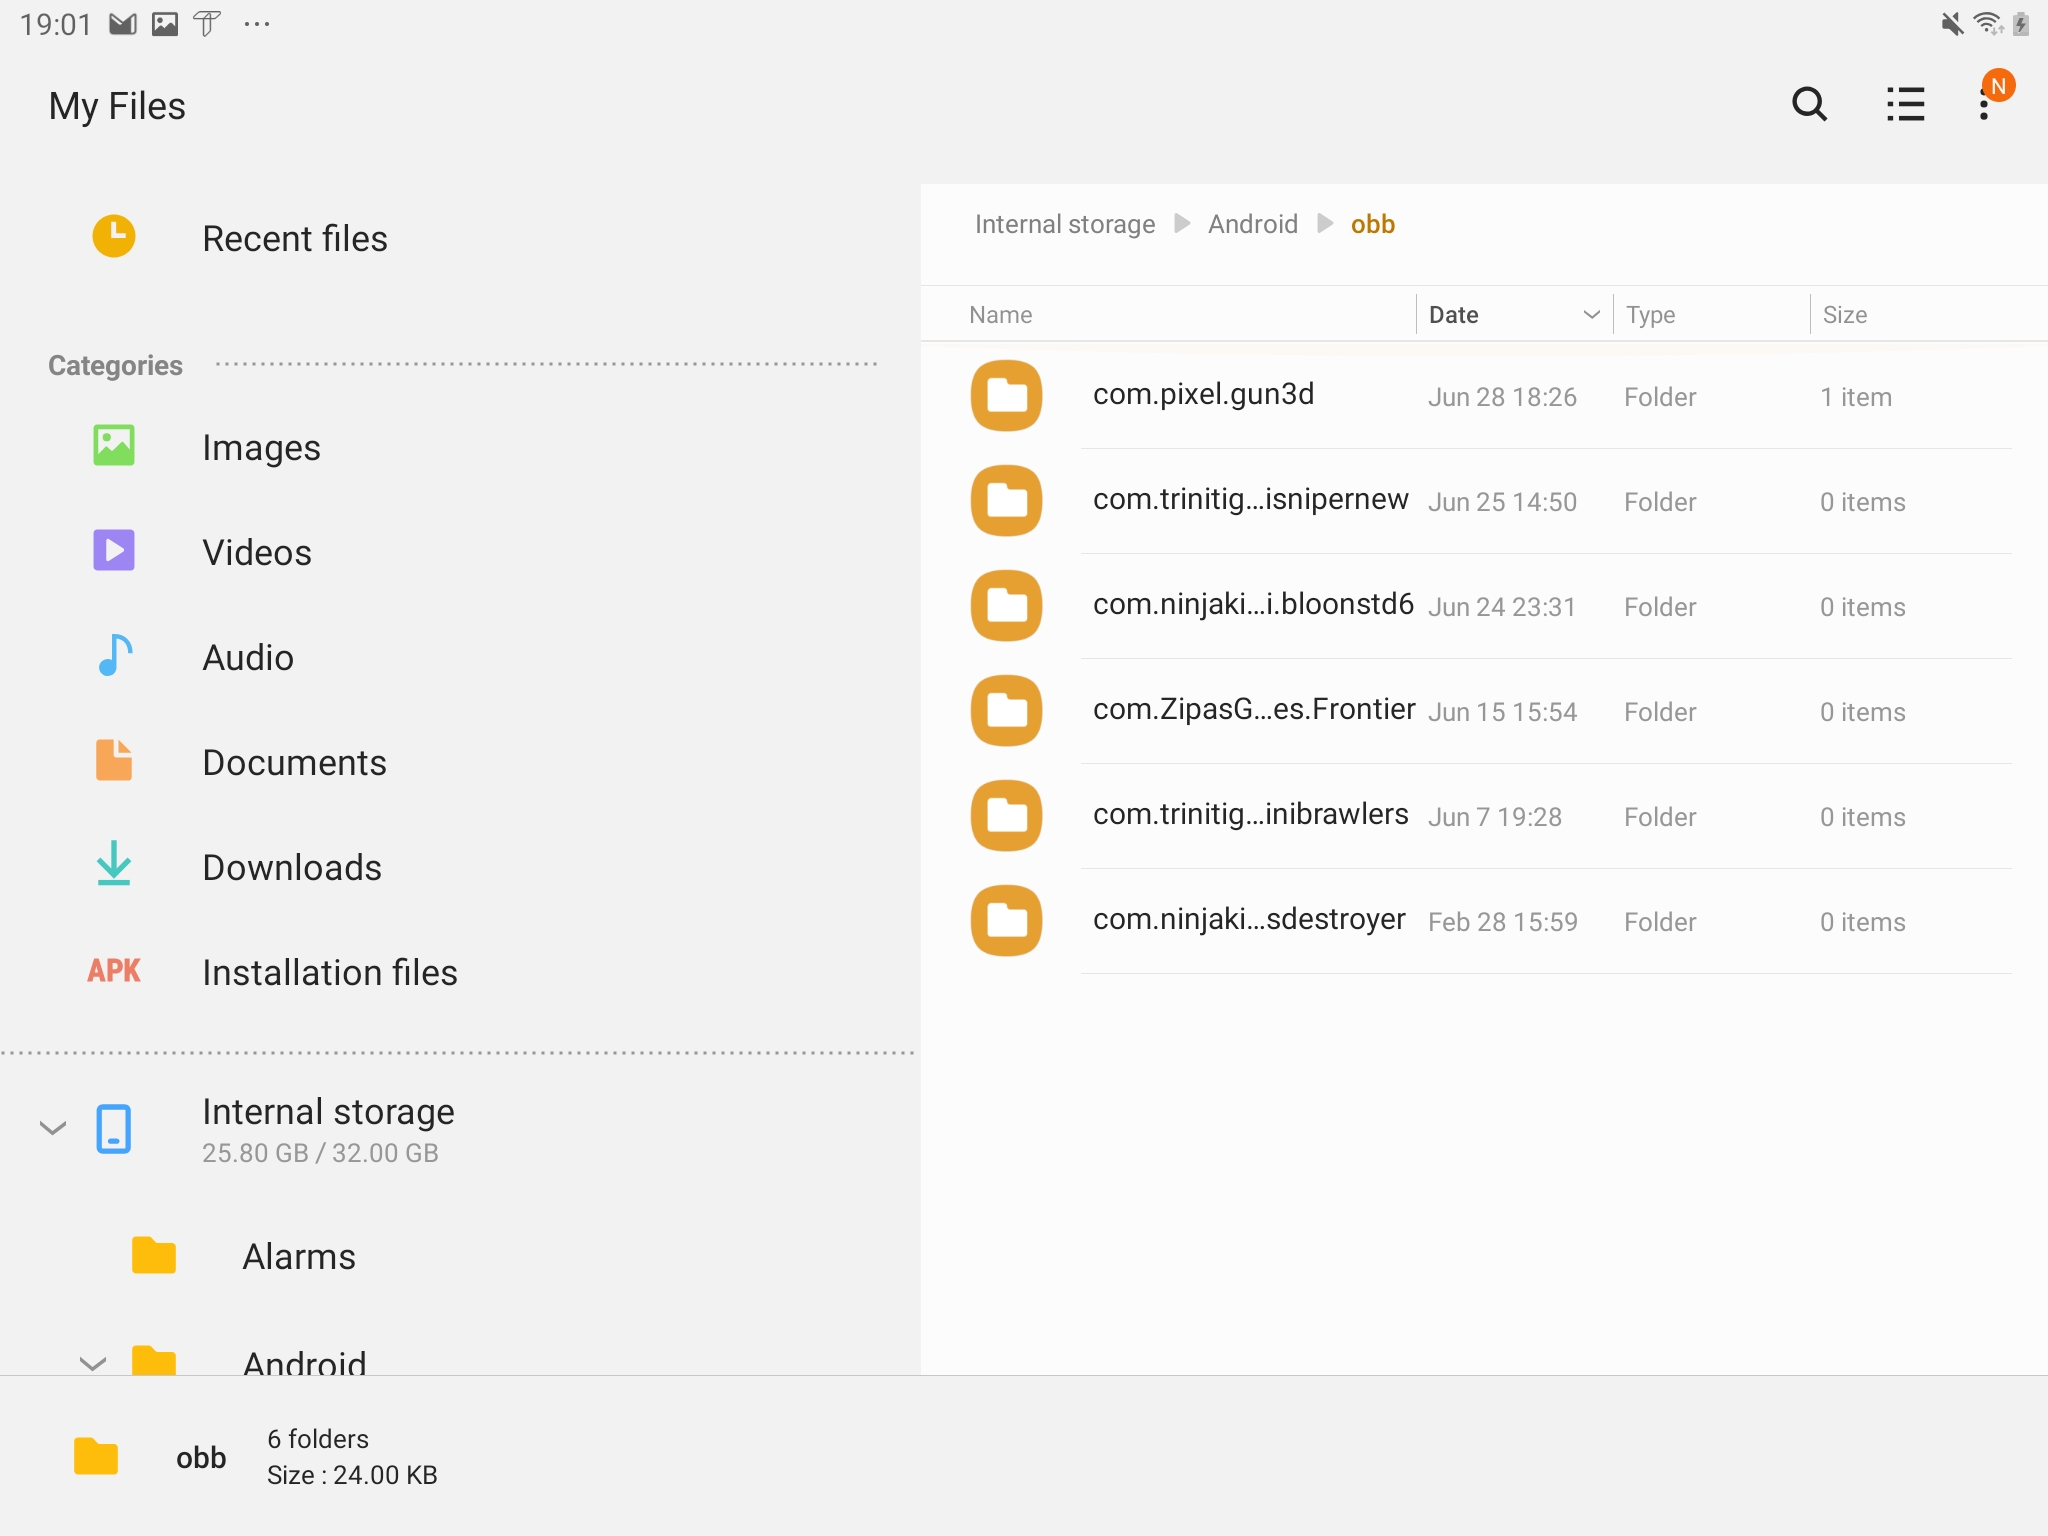 19:01
My Files
N
Recent files
Categories
Images
Videos
Audio
Documents
Downloads
APK Installation files
Internal storage
25.80 GB / 32.00 GB
Alarms
Android
Internal storage Android obb
Name Date Type Size
com.pixel.gun3d Jun 28 18:26 Folder 1 item
com.trinitig...isnipernew Jun 25 14:50 Folder 0 items
com.ninjaki...i.bloonstd6 Jun 24 23:31 Folder 0 items
com.ZipasG...es.Frontier Jun 15 15:54 Folder 0 items
com.trinitig...inibrawlers Jun 7 19:28 Folder 0 items
com.ninjaki...sdestroyer Feb 28 15:59 Folder 0 items
obb
6 folders
Size : 24.00 KB